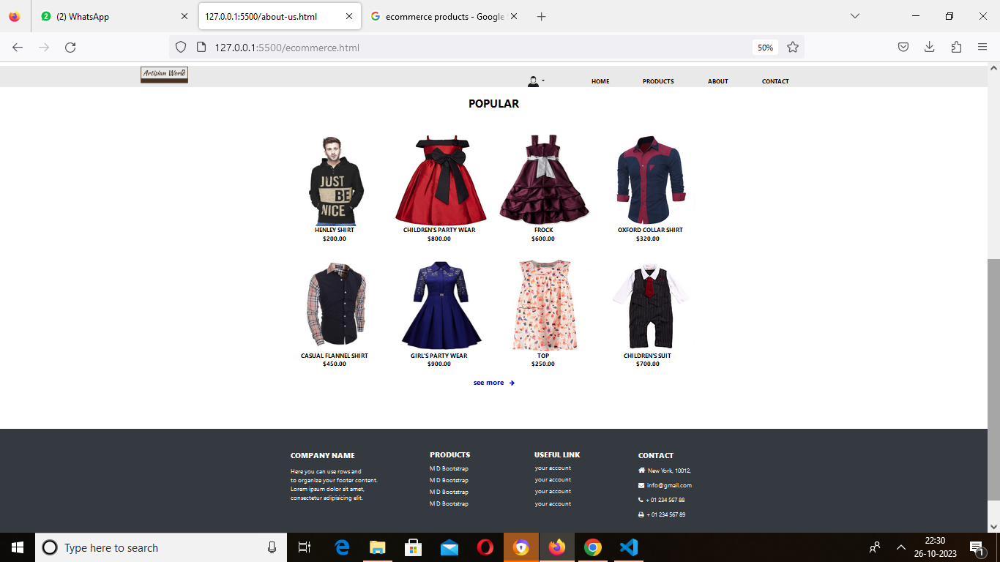 (2) WhatsApp
127.0.0.1:5500/about-us.html
ecommerce products - Google
127.0.0.1:5500/ecommerce.html
50%
Artisian World
HOME
PRODUCTS
ABOUT
CONTACT
POPULAR
JUST
BE
NICE
HENLEY SHIRT
$200.00
CHILDREN'S PARTY WEAR
$800.00
FROCK
$600.00
OXFORD COLLAR SHIRT
$320.00
CASUAL FLANNEL SHIRT
$450.00
GIRL'S PARTY WEAR
$900.00
TOP
$250.00
CHILDREN'S SUIT
$700.00
see more
COMPANY NAME
Here you can use rows and
to organize your footer content.
Lorem ipsum dolor sit amet,
consectetur adipisicing elit.
PRODUCTS
M D Bootstrap
M D Bootstrap
M D Bootstrap
M D Bootstrap
USEFUL LINK
your account
your account
your account
your account
CONTACT
New York, 10012,
info@gmail.com
+ 01 234 567 88
+ 01 234 567 89
Type here to search
22:30
26-10-2023
1